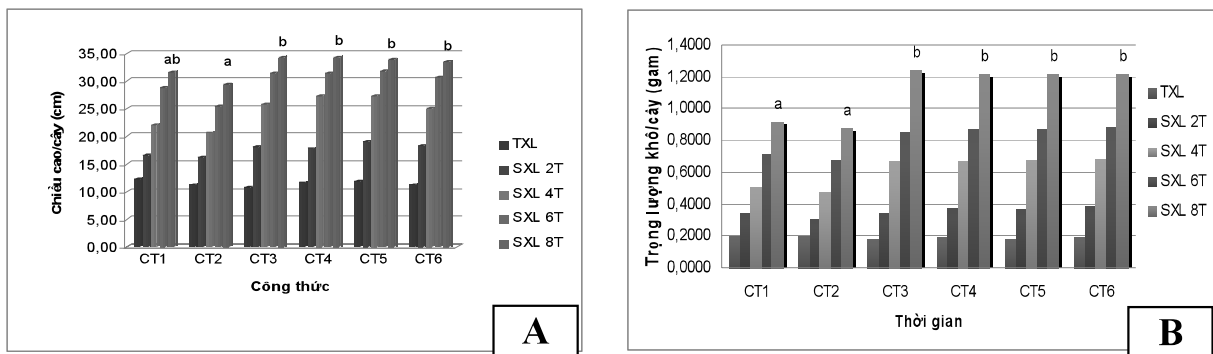 Chiều cao/cây (cm)
35,00
30,00
25,00
20,00
15,00
10,00
5,00
0,00
ab
a
b
b
b
b
CT1
CT2
CT3
CT4
CT5
CT6
Công thức
TXL
SXL 2T
SXL 4T
SXL 6T
SXL 8T
A
Trọng lượng khô/cây (gam)
1,4000
1,2000
1,0000
0,8000
0,6000
0,4000
0,2000
0,0000
a
a
b
b
b
b
CT1
CT2
CT3
CT4
CT5
CT6
Thời gian
TXL
SXL 2T
SXL 4T
SXL 6T
SXL 8T
B